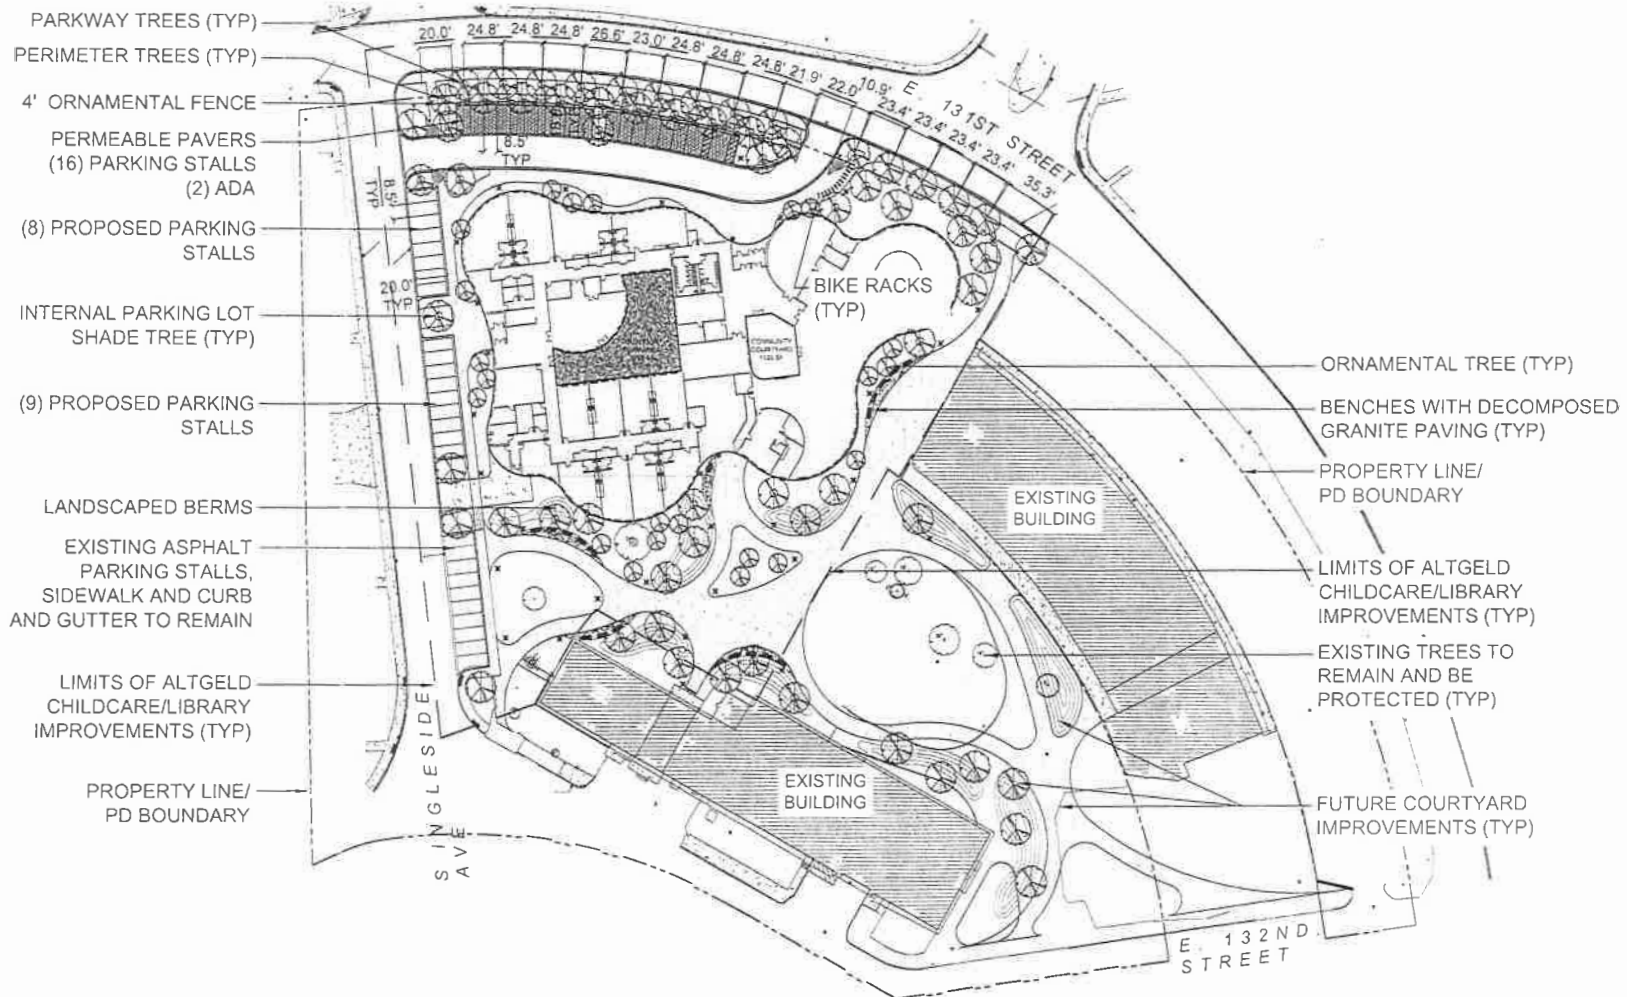 PARKWAY TREES (TYP)
PERIMETER TREES (TYP)
4' ORNAMENTAL FENCE
PERMEABLE PAVERS
(16) PARKING STALLS
(2) ADA
(8) PROPOSED PARKING
STALLS
INTERNAL PARKING LOT
SHADE TREE (TYP)
(9) PROPOSED PARKING
STALLS
LANDSCAPED BERMS
EXISTING ASPHALT
PARKING STALLS,
SIDEWALK AND CURB
AND GUTTER TO REMAIN
LIMITS OF ALTGELD
CHILDCARE/LIBRARY
IMPROVEMENTS (TYP)
PROPERTY LINE/
PD BOUNDARY
20.0' 24.8' 24.8' 24.8' 26.6' 23.0' 24.8' 24.8' 24.8' 21.9' 22.0' 10.9' 23.4' 23.4' 23.4' 23.4' 35.3'
E. 131ST STREET
8.5'
TYP
8.5'
TYP
20.0'
TYP
BIKE RACKS
(TYP)
COMMUNITY
COURTYARD
EXISTING
BUILDING
EXISTING
BUILDING
S INGLESIDE
AVE
E. 132ND
STREET
ORNAMENTAL TREE (TYP)
BENCHES WITH DECOMPOSED
GRANITE PAVING (TYP)
PROPERTY LINE/
PD BOUNDARY
LIMITS OF ALTGELD
CHILDCARE/LIBRARY
IMPROVEMENTS (TYP)
EXISTING TREES TO
REMAIN AND BE
PROTECTED (TYP)
FUTURE COURTYARD
IMPROVEMENTS (TYP)